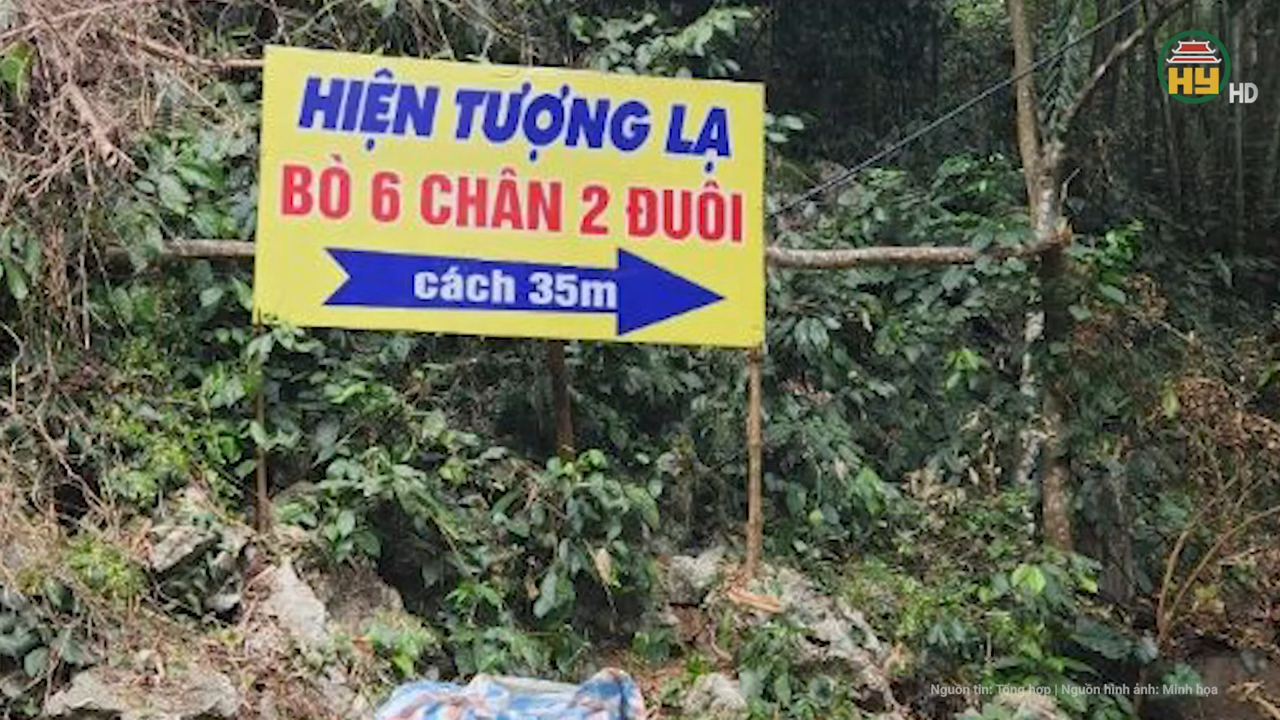 HIỆN TƯỢNG LẠ
BÒ 6 CHÂN 2 ĐUÔI
cách 35m
HY HD
Nguồn tin: Tổng hợp | Nguồn hình ảnh: Minh họa